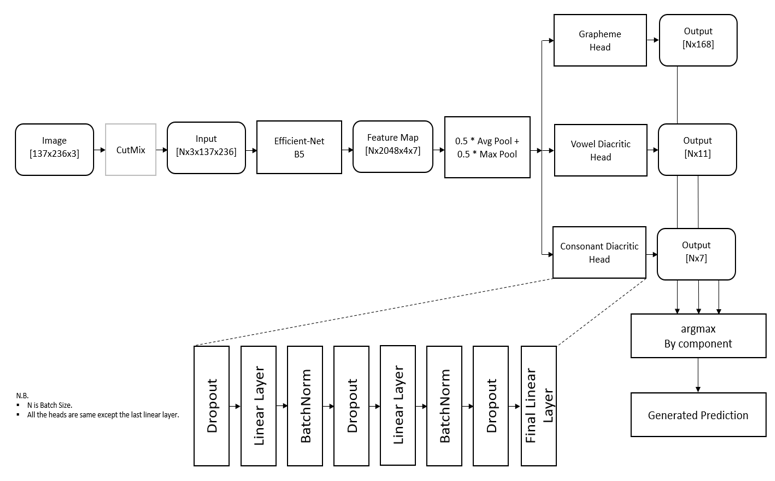 Grapheme
Head
Output
[Nx168]
Image
[137x236x3]
CutMix
Input
[Nx3x137x236]
Efficient-Net
B5
Feature Map
[Nx2048x4x7]
0.5 * Avg Pool +
0.5 * Max Pool
Vowel Diacritic
Head
Output
[Nx11]
Consonant Diacritic
Head
Output
[Nx7]
argmax
By component
Generated Prediction
Dropout
Linear Layer
BatchNorm
Dropout
Linear Layer
BatchNorm
Dropout
Final Linear
Layer
N.B.
▪ N is Batch Size.
▪ All the heads are same except the last linear layer.